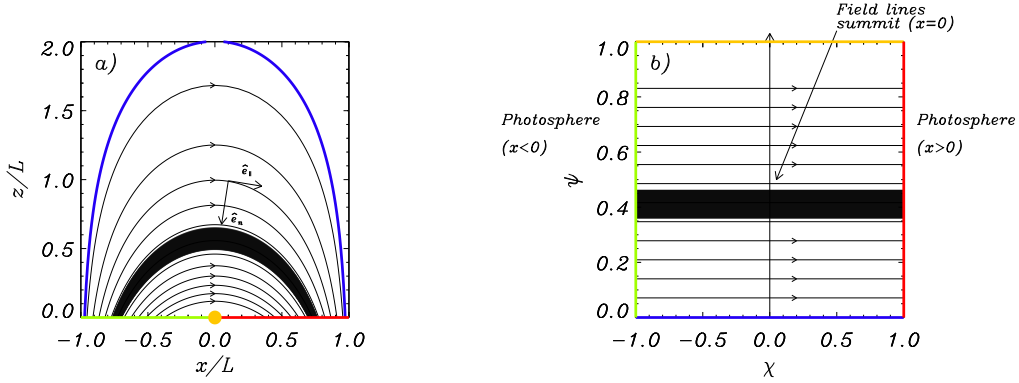 Field lines
summit (x=0)
a)
b)
2.0
1.5
1.0
0.5
0.0
z/L
ê₁
êₙ
−1.0 −0.5 0.0 0.5 1.0
x/L
1.0
0.8
0.6
0.4
0.2
0.0
ψ
Photosphere
(x<0)
Photosphere
(x>0)
−1.0 −0.5 0.0 0.5 1.0
χ